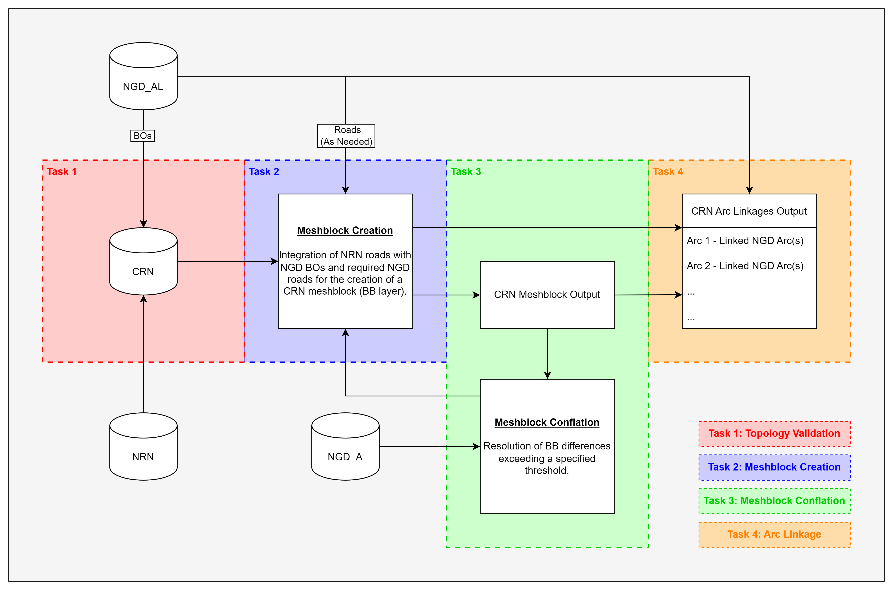 NGD_AL
BOs
Roads
(As Needed)
Task 1
Task 2
Task 3
Task 4
CRN
Meshblock Creation
Integration of NRN roads with
NGD BOs and required NGD
roads for the creation of a
CRN meshblock (BB layer).
CRN Meshblock Output
CRN Arc Linkages Output
Arc 1 - Linked NGD Arc(s)
Arc 2 - Linked NGD Arc(s)
...
...
NRN
NGD_A
Meshblock Conflation
Resolution of BB differences
exceeding a specified
threshold.
Task 1: Topology Validation
Task 2: Meshblock Creation
Task 3: Meshblock Conflation
Task 4: Arc Linkage